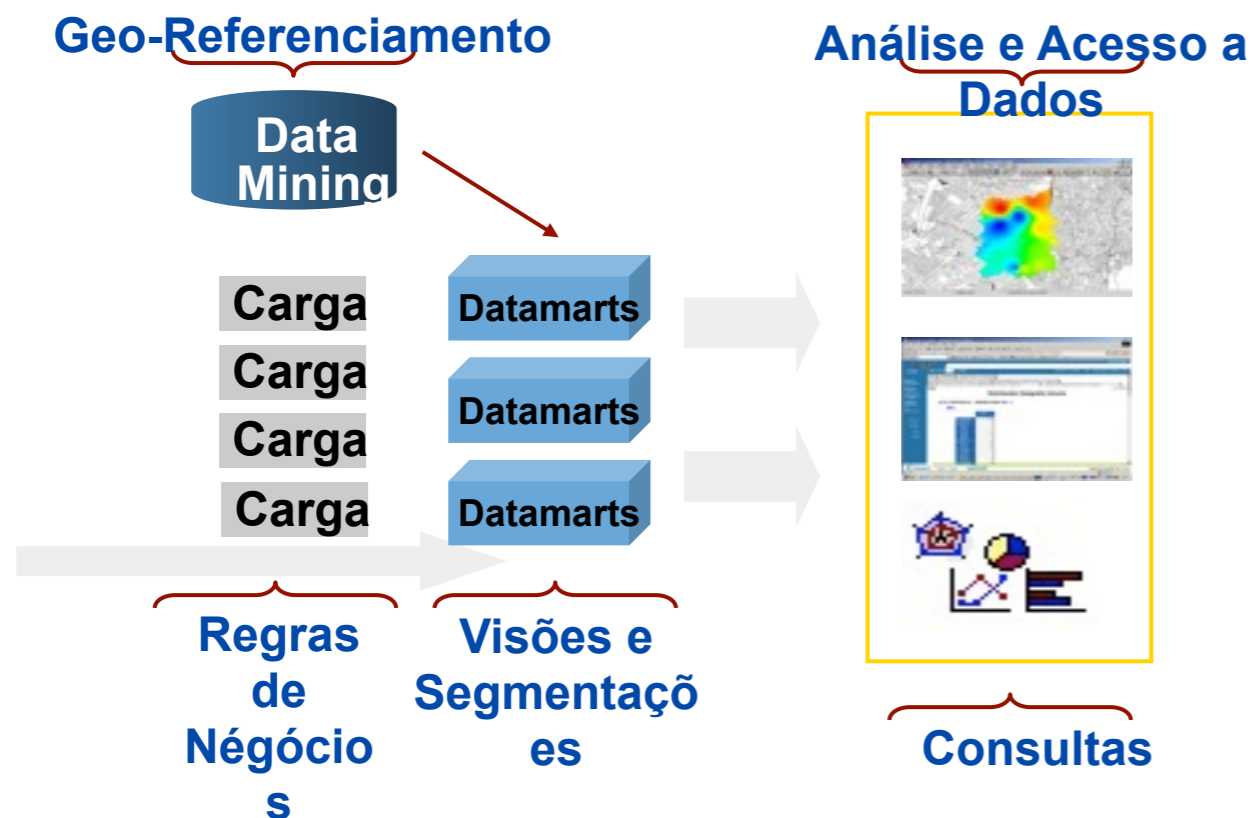 Geo-Referenciamento
Análise e Acesso a
Dados
Data
Mining
Carga
Carga
Carga
Carga
Datamarts
Datamarts
Datamarts
Regras
de
Négócio
s
Visões e
Segmentaçõ
es
Consultas